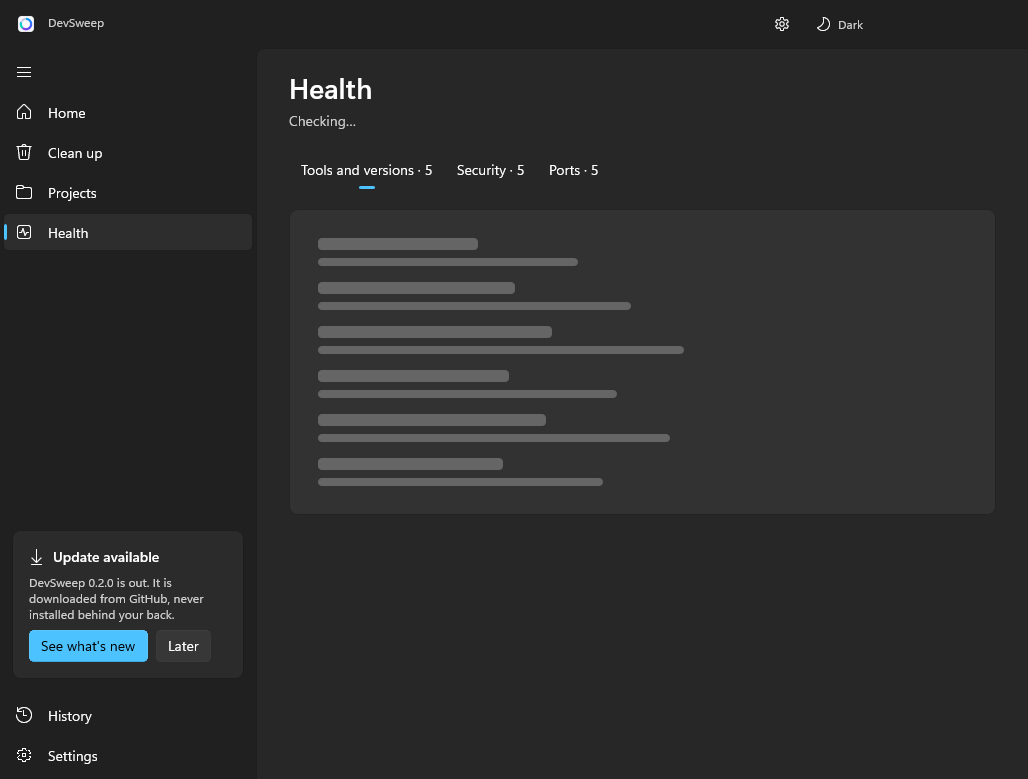 DevSweep
Dark
Home
Clean up
Projects
Health
Health
Checking...
Tools and versions · 5
Security · 5
Ports · 5
Update available
DevSweep 0.2.0 is out. It is
downloaded from GitHub, never
installed behind your back.
See what's new
Later
History
Settings